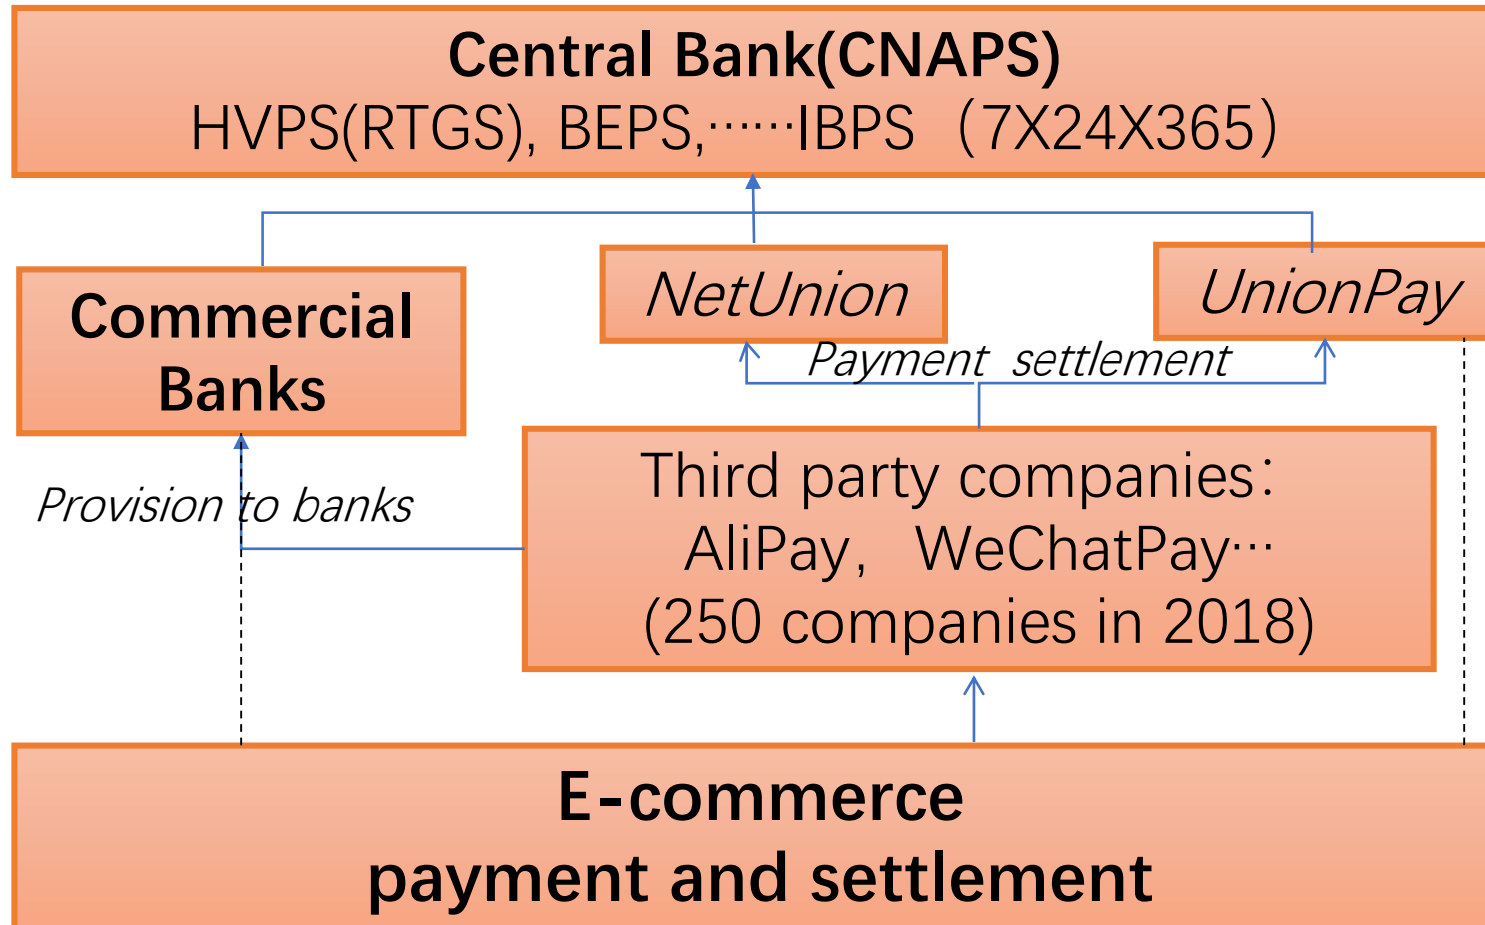 Central Bank(CNAPS)
HVPS(RTGS), BEPS,……IBPS（7X24X365）
Commercial
Banks
NetUnion
UnionPay
Payment settlement
Provision to banks
Third party companies：
AliPay， WeChatPay…
(250 companies in 2018)
E-commerce
payment and settlement